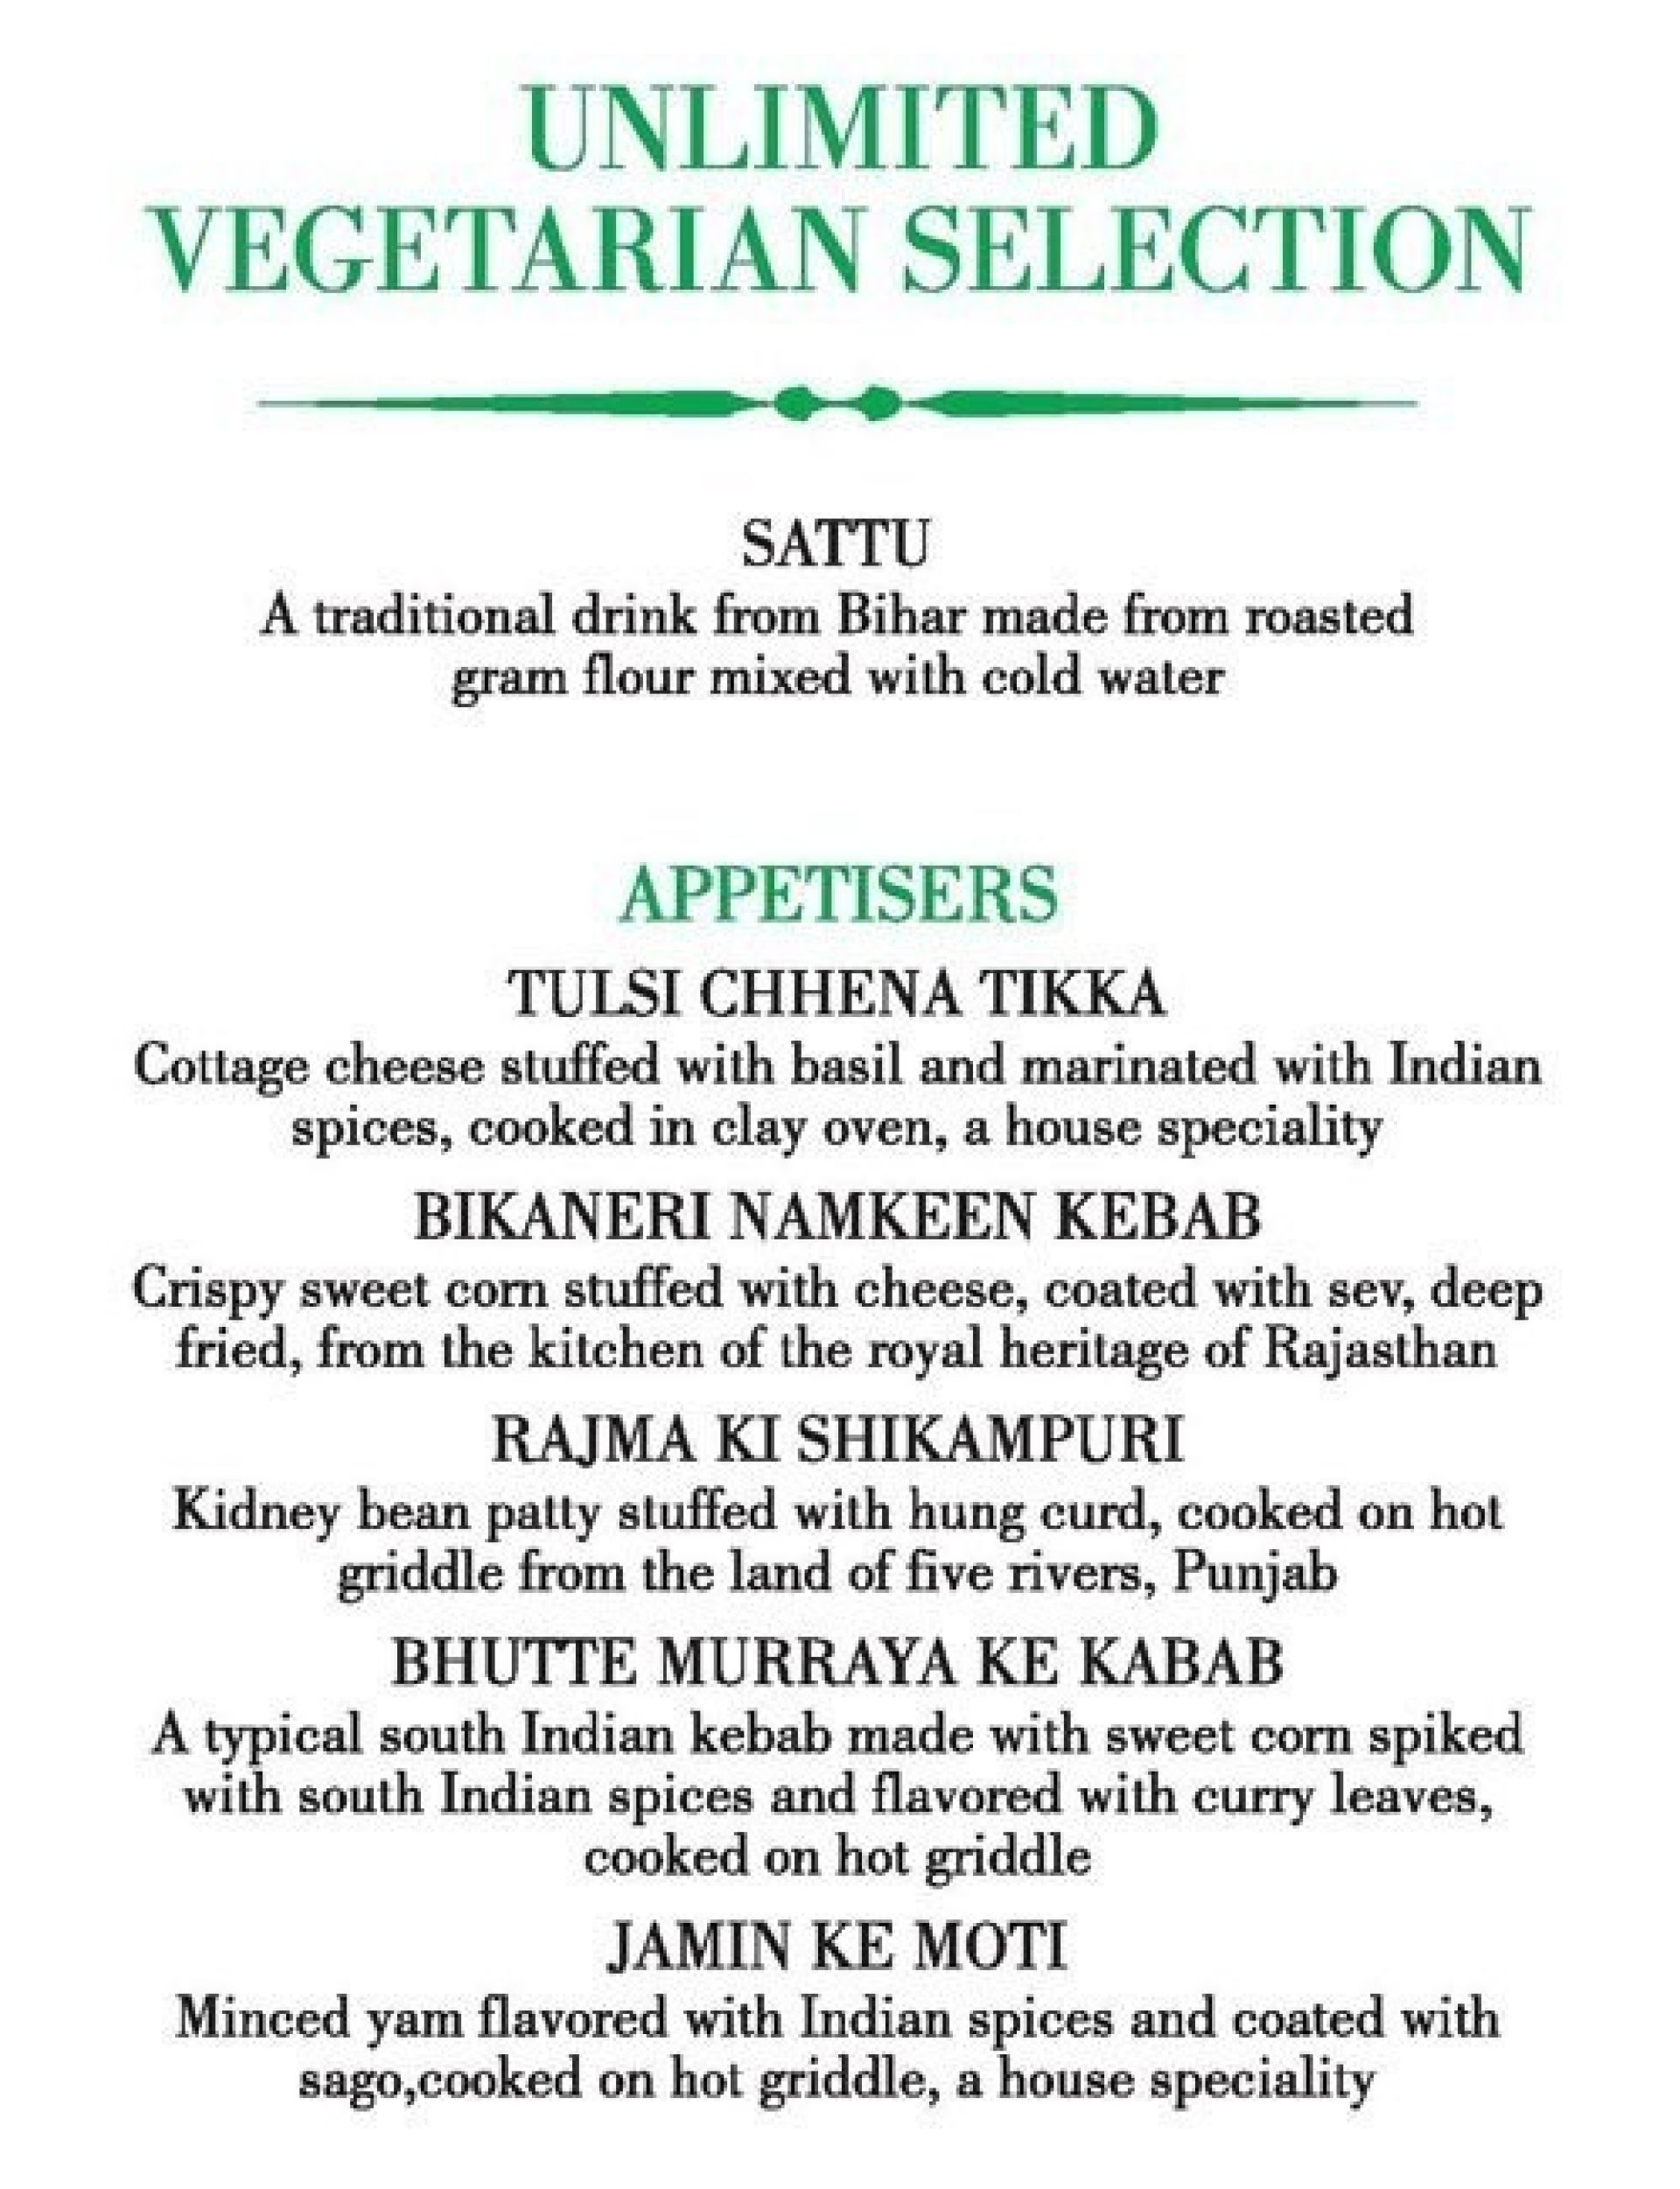 UNLIMITED
VEGETARIAN SELECTION
SATTU
A traditional drink from Bihar made from roasted
gram flour mixed with cold water
APPETISERS
TULSI CHHENA TIKKA
Cottage cheese stuffed with basil and marinated with Indian
spices, cooked in clay oven, a house speciality
BIKANERI NAMKEEN KEBAB
Crispy sweet corn stuffed with cheese, coated with sev, deep
fried, from the kitchen of the royal heritage of Rajasthan
RAJMA KI SHIKAMPURI
Kidney bean patty stuffed with hung curd, cooked on hot
griddle from the land of five rivers, Punjab
BHUTTE MURRAYA KE KABAB
A typical south Indian kebab made with sweet corn spiked
with south Indian spices and flavored with curry leaves,
cooked on hot griddle
JAMIN KE MOTI
Minced yam flavored with Indian spices and coated with
sago,cooked on hot griddle, a house speciality